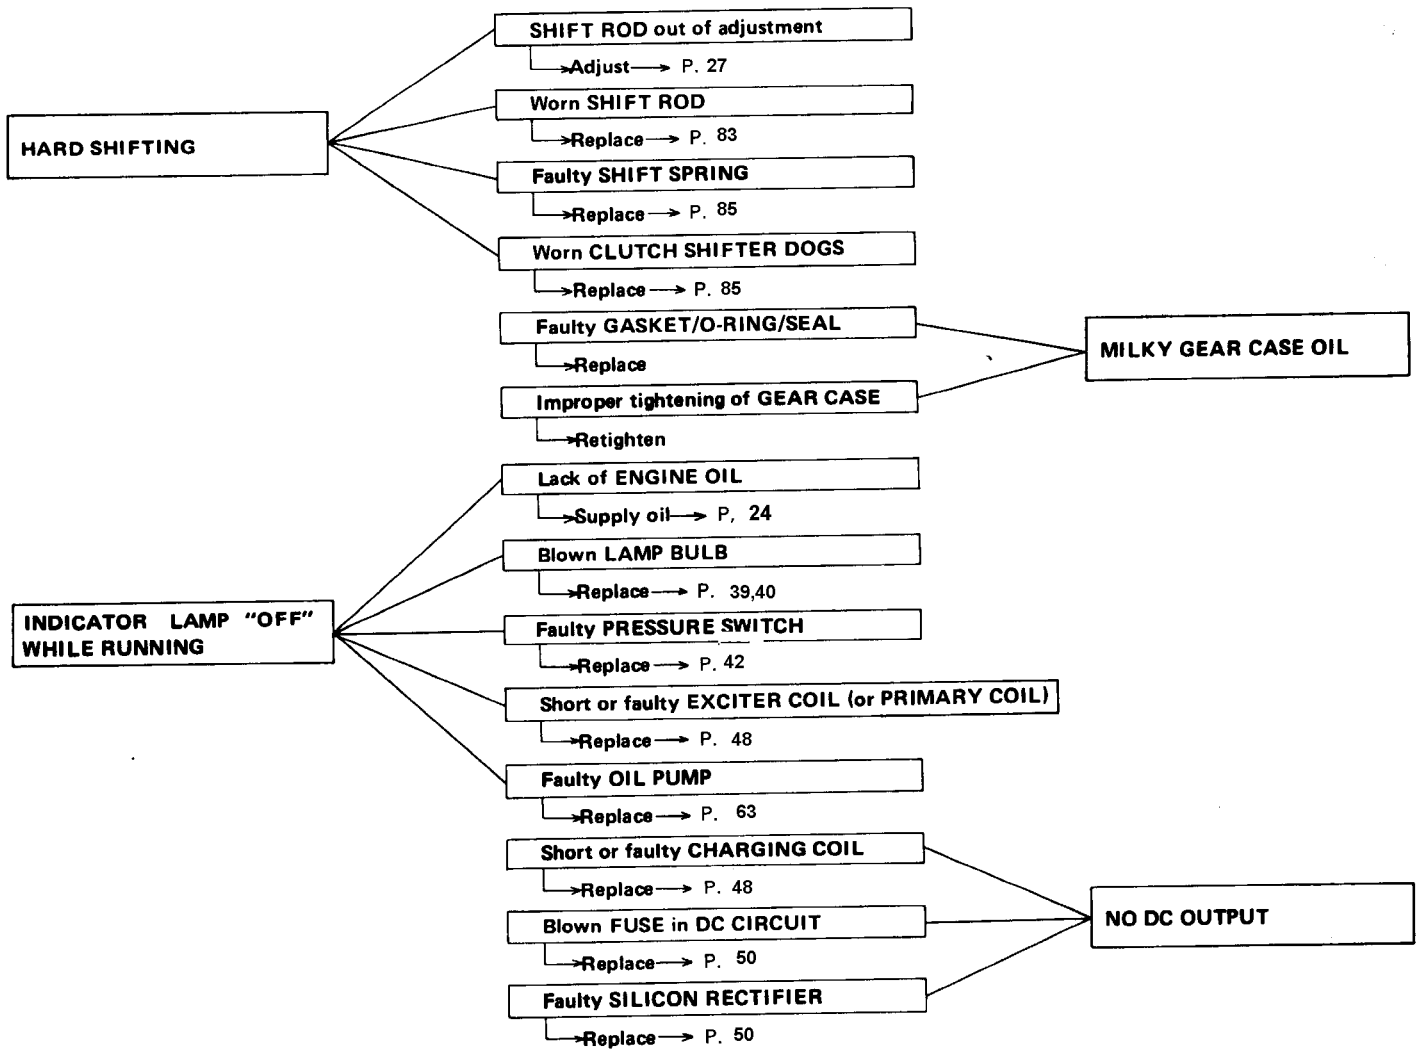 SHIFT ROD out of adjustment
Adjust → P. 27
HARD SHIFTING
Worn SHIFT ROD
Replace → P. 83
Faulty SHIFT SPRING
Replace → P. 85
Worn CLUTCH SHIFTER DOGS
Replace → P. 85
Faulty GASKET/O-RING/SEAL
Replace
MILKY GEAR CASE OIL
Improper tightening of GEAR CASE
Retighten
Lack of ENGINE OIL
Supply oil → P, 24
Blown LAMP BULB
Replace → P. 39,40
INDICATOR LAMP "OFF"
WHILE RUNNING
Faulty PRESSURE SWITCH
Replace → P. 42
Short or faulty EXCITER COIL (or PRIMARY COIL)
Replace → P. 48
Faulty OIL PUMP
Replace → P. 63
Short or faulty CHARGING COIL
Replace → P. 48
NO DC OUTPUT
Blown FUSE in DC CIRCUIT
Replace → P. 50
Faulty SILICON RECTIFIER
Replace → P. 50